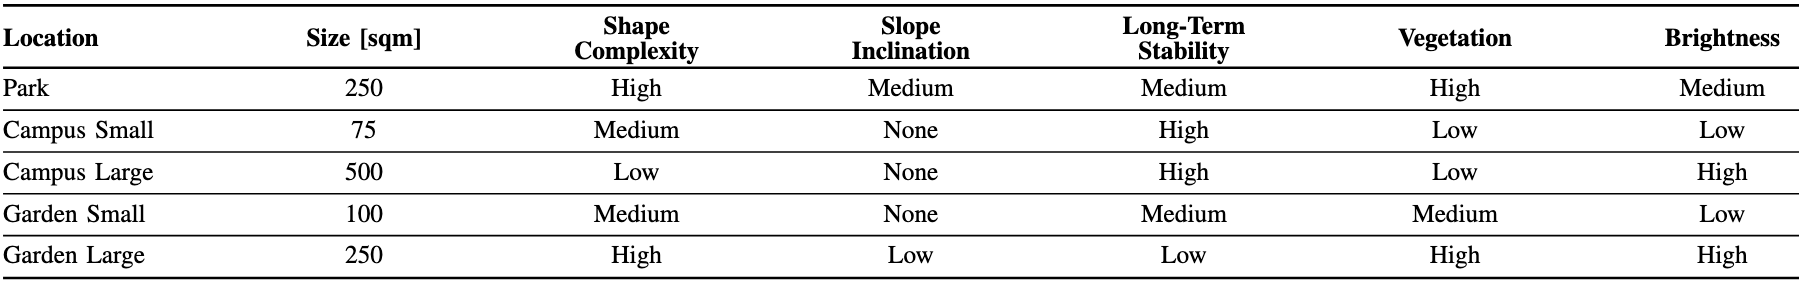 Location Size [sqm] Shape Complexity Slope Inclination Long-Term Stability Vegetation Brightness
Park 250 High Medium Medium High Medium
Campus Small 75 Medium None High Low Low
Campus Large 500 Low None High Low High
Garden Small 100 Medium None Medium Medium Low
Garden Large 250 High Low Low High High